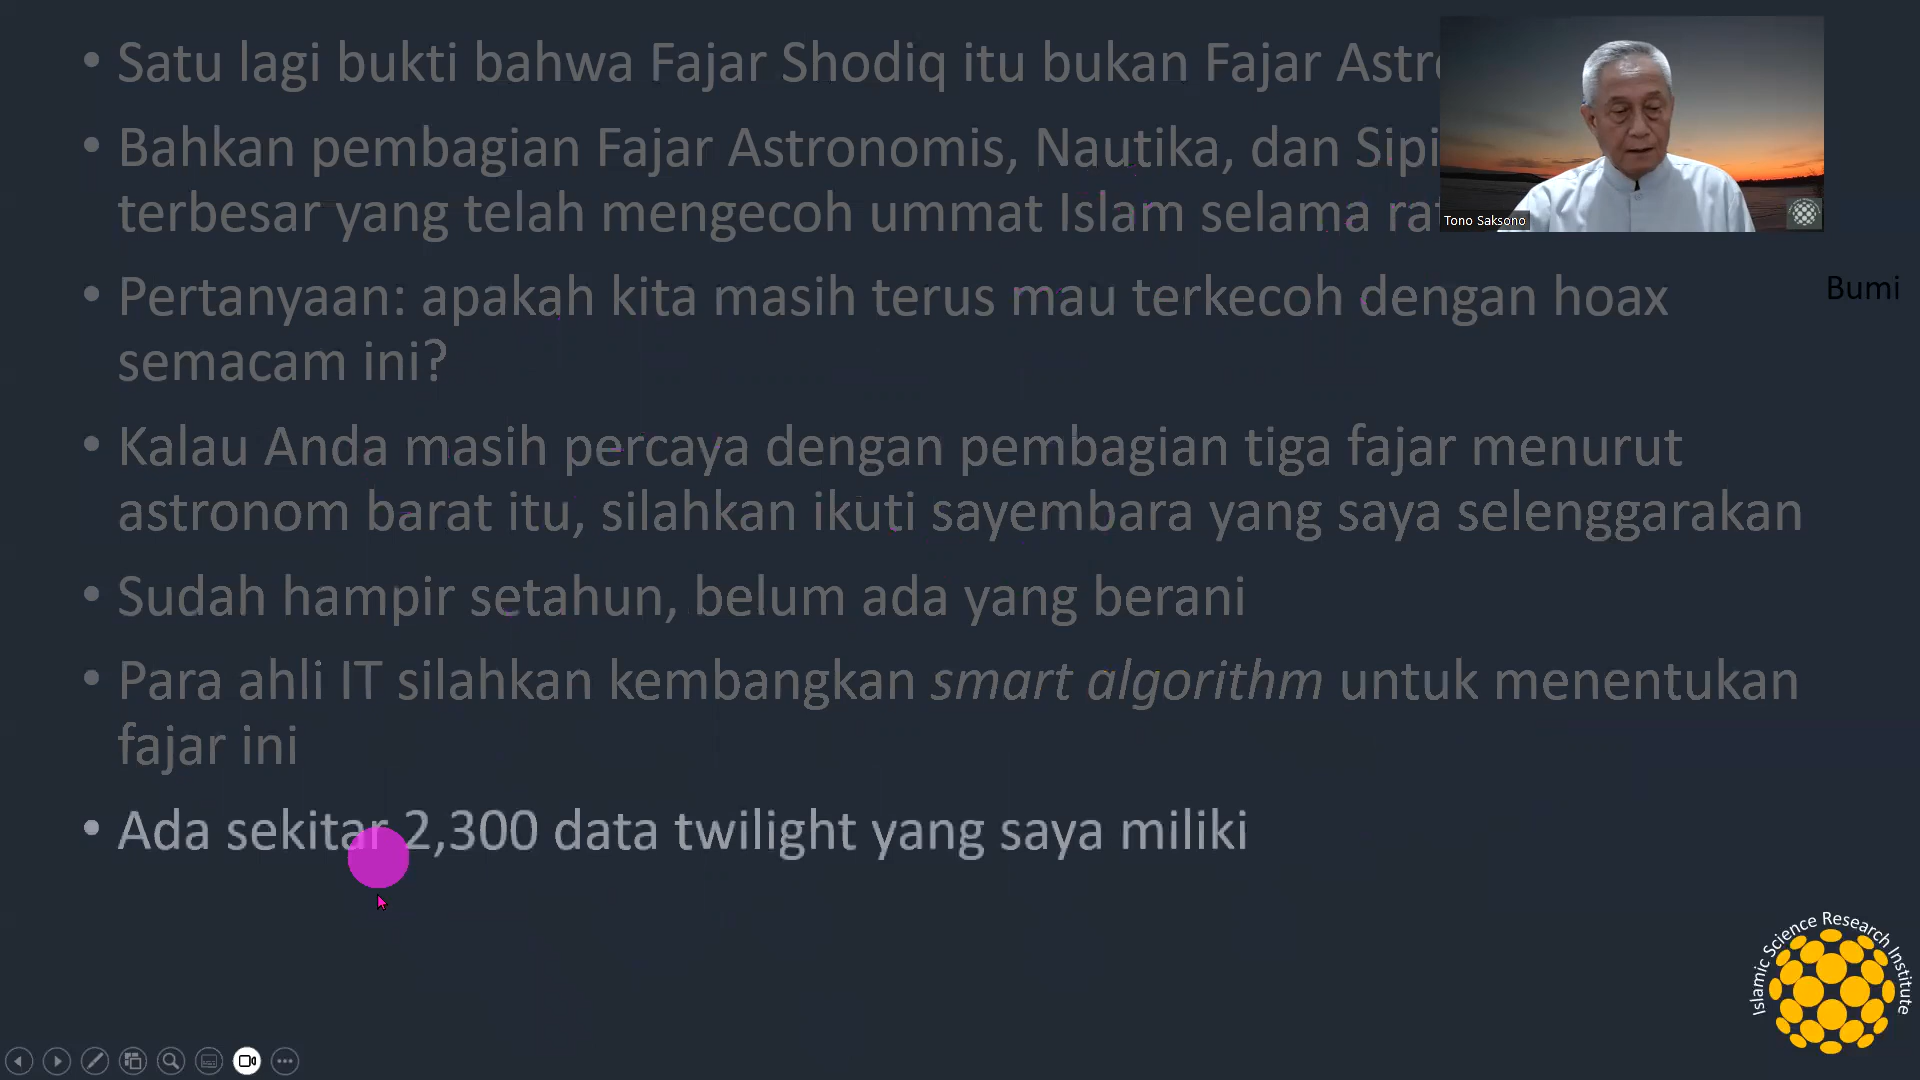 • Satu lagi bukti bahwa Fajar Shodiq itu bukan Fajar
• Bahkan pembagian Fajar Astronomis, Nautika, dan
terbesar yang telah mengecoh ummat Islam selama
Tono Saksono
• Pertanyaan: apakah kita masih terus mau terkecoh dengan hoax
semacam ini?
Bumi
• Kalau Anda masih percaya dengan pembagian tiga fajar menurut
astronom barat itu, silahkan ikuti sayembara yang saya selenggarakan
• Sudah hampir setahun, belum ada yang berani
• Para ahli IT silahkan kembangkan smart algorithm untuk menentukan
fajar ini
• Ada sekitar 2,300 data twilight yang saya miliki
Islamic Science Research Institute